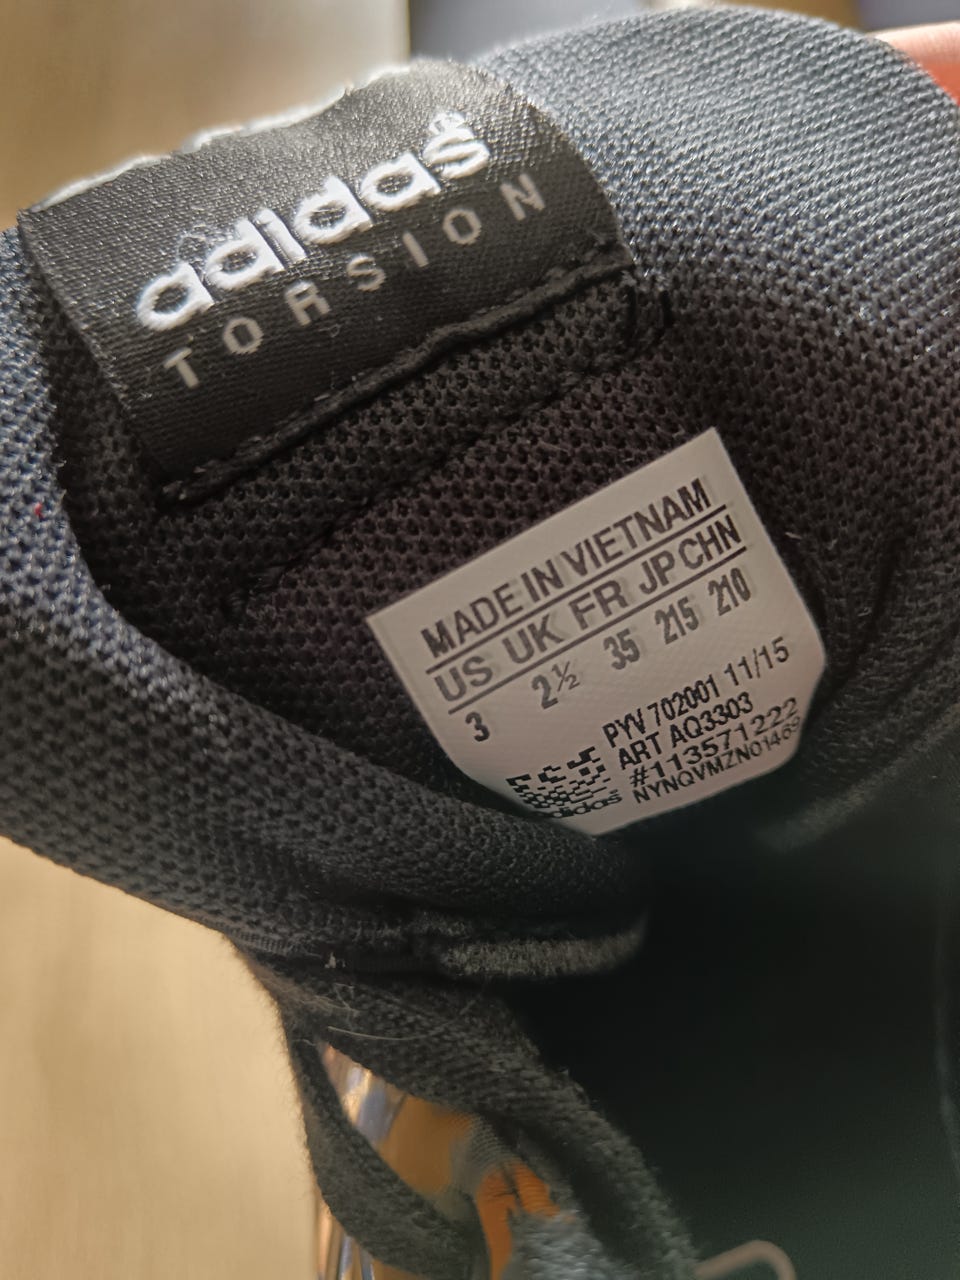 adidas
TORSION
MADE IN VIETNAM
US UK FR JP CHN
3 2½ 35 215 210
PYV 702001 11/15
ART AQ3303
#113571222
adidas NYNQVMZN01469